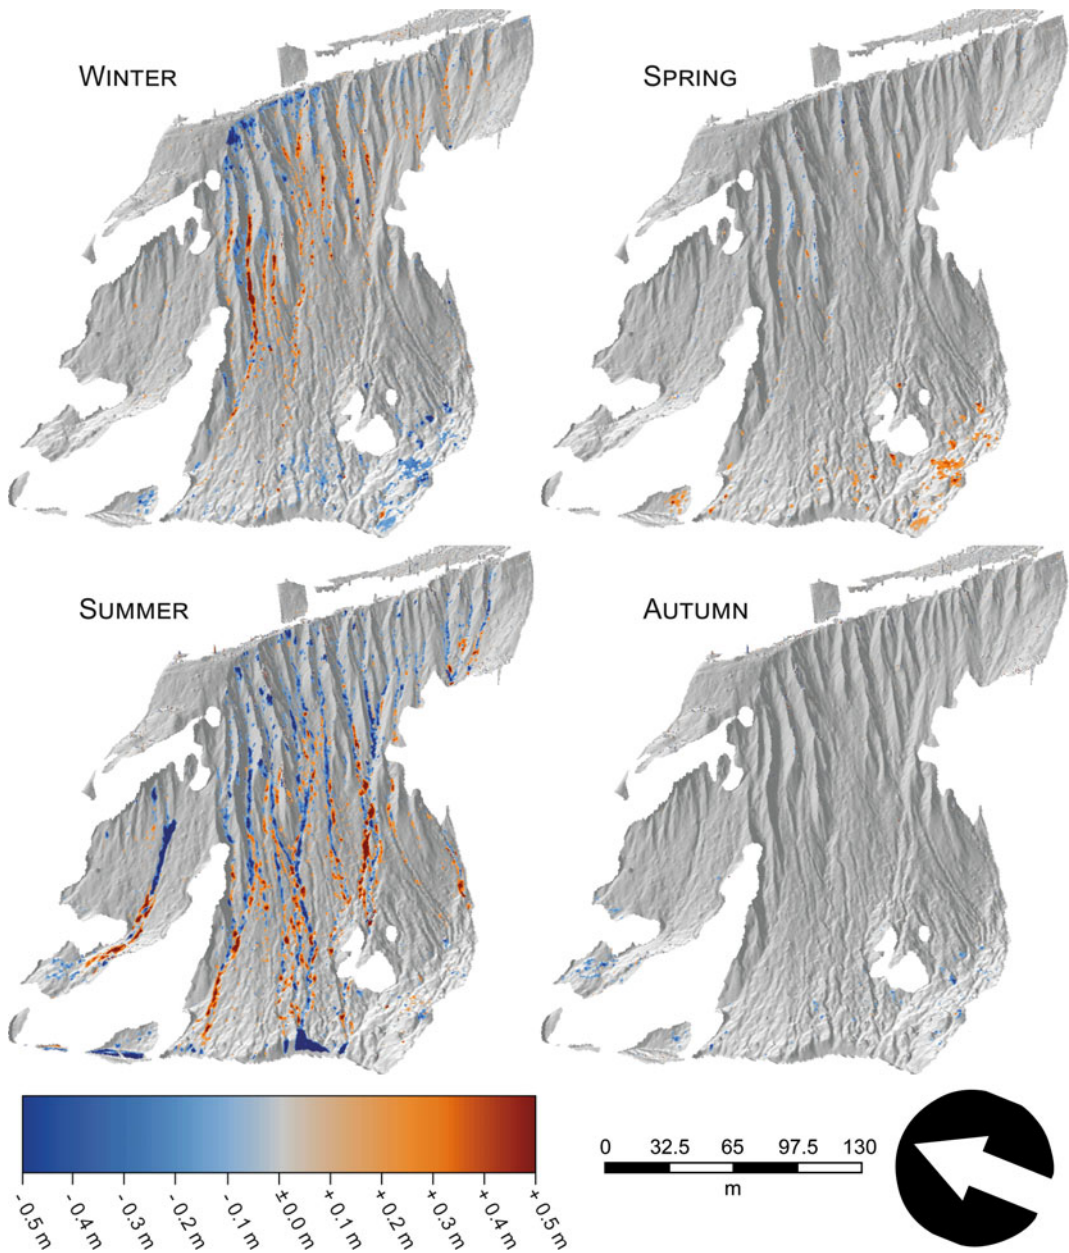 WINTER
SPRING
SUMMER
AUTUMN
- 0.5 m
- 0.4 m
- 0.3 m
- 0.2 m
- 0.1 m
± 0.0 m
+ 0.1 m
+ 0.2 m
+ 0.3 m
+ 0.4 m
+ 0.5 m
0 32.5 65 97.5 130
m